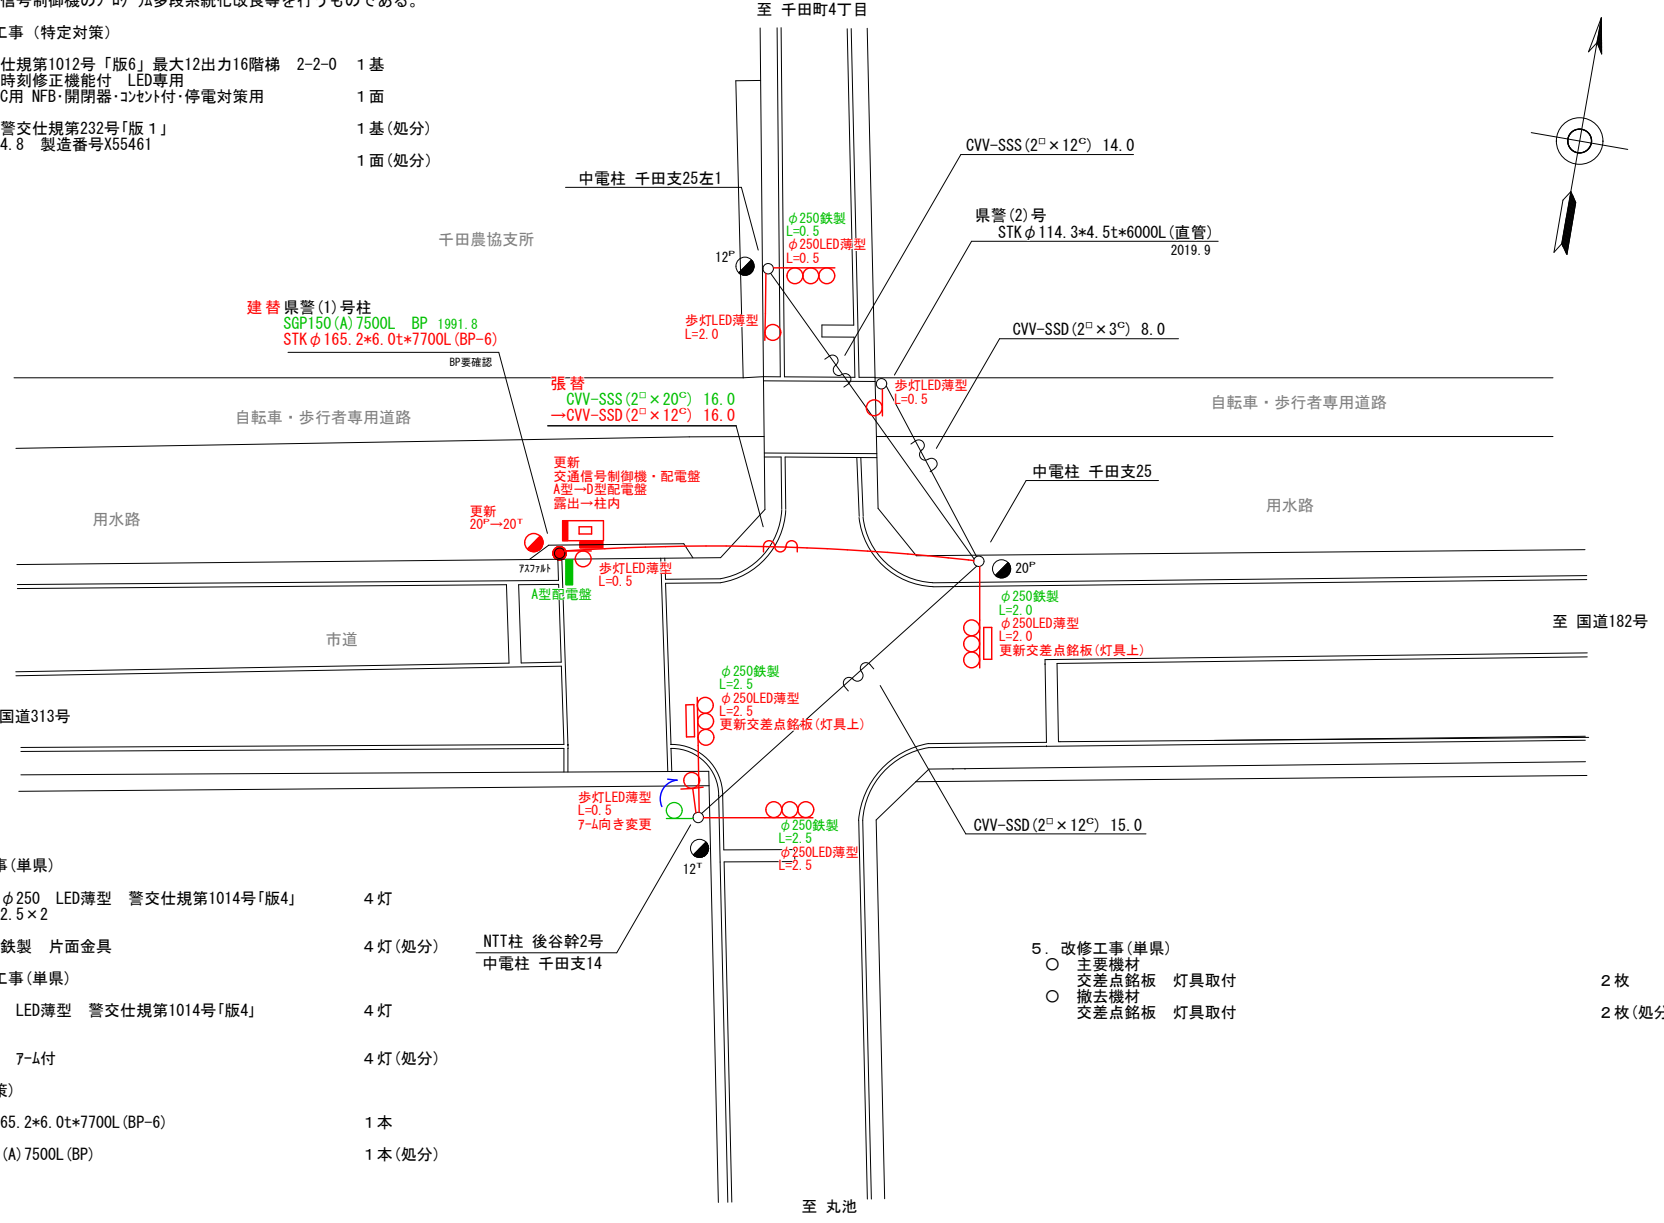 信号制御機のプログラム多段系統化改良等を行うものである。
至 千田町4丁目
工事（特定対策）
仕規第1012号「版6」最大12出力16階梯 2-2-0 1基
時刻修正機能付 LED専用
C用 NFB･開閉器･コンセント付･停電対策用 1面
警交仕規第232号｢版1｣ 1基(処分)
4.8 製造番号X55461
1面(処分)
CVV-SSS(2□×12C) 14.0
中電柱 千田支25左1
県警(2)号
STKφ114.3*4.5t*6000L(直管)
2019.9
φ250鉄製
L=0.5
φ250LED薄型
L=0.5
千田農協支所
12P
建替 県警(1)号柱
SGP150(A)7500L BP 1991.8
STKφ165.2*6.0t*7700L(BP-6)
BP要確認
歩灯LED薄型
L=2.0
CVV-SSD(2□×3C) 8.0
張替
CVV-SSS(2□×20C) 16.0
→CVV-SSD(2□×12C) 16.0
歩灯LED薄型
L=0.5
自転車・歩行者専用道路
自転車・歩行者専用道路
更新
交通信号制御機・配電盤
A型→D型配電盤
露出→柱内
中電柱 千田支25
用水路
用水路
更新
20P→20T
アスファルト
歩灯LED薄型
L=0.5
A型配電盤
20P
φ250鉄製
L=2.0
φ250LED薄型
L=2.0
更新交差点銘板(灯具上)
至 国道182号
市道
φ250鉄製
L=2.5
φ250LED薄型
L=2.5
更新交差点銘板(灯具上)
国道313号
歩灯LED薄型
L=0.5
アーム向き変更
φ250鉄製
L=2.5
φ250LED薄型
L=2.5
CVV-SSD(2□×12C) 15.0
12T
事(単県)
φ250 LED薄型 警交仕規第1014号｢版4｣ 4灯
2.5×2
鉄製 片面金具 4灯(処分)
NTT柱 後谷幹2号
中電柱 千田支14
工事(単県)
LED薄型 警交仕規第1014号｢版4｣ 4灯
アーム付 4灯(処分)
策)
65.2*6.0t*7700L(BP-6) 1本
(A)7500L(BP) 1本(処分)
5. 改修工事(単県)
○ 主要機材
交差点銘板 灯具取付 2枚
○ 撤去機材
交差点銘板 灯具取付 2枚(処分
至 丸池